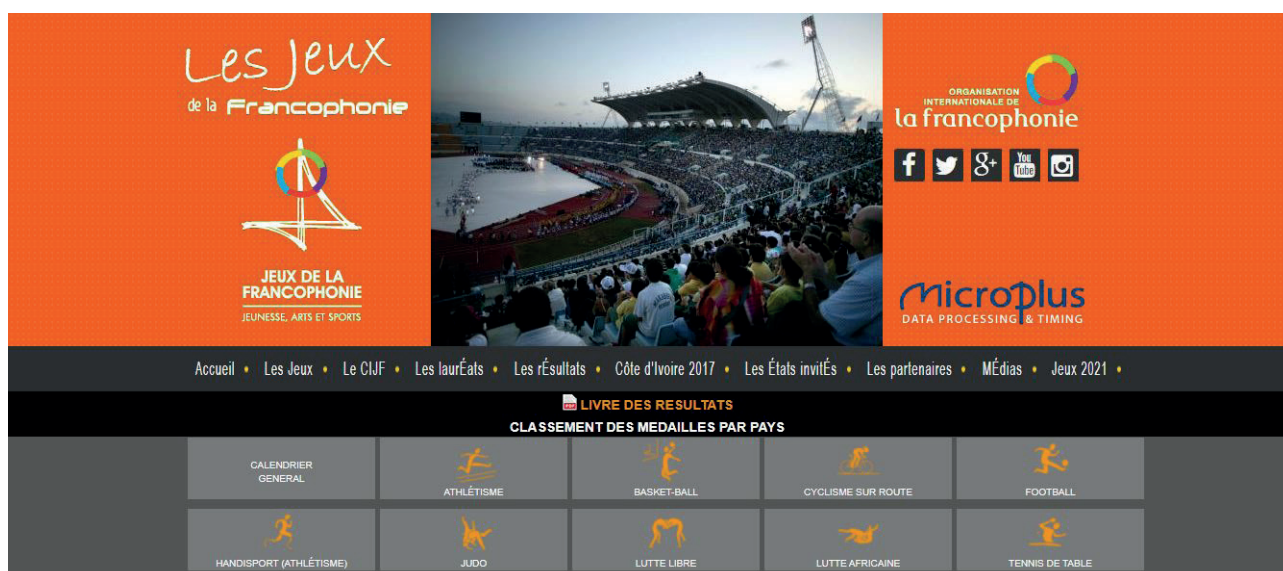 Les Jeux
de la Francophonie
JEUX DE LA
FRANCOPHONIE
JEUNESSE, ARTS ET SPORTS
ORGANISATION
INTERNATIONALE DE
la francophonie
f g+ You
Tube
Microplus
DATA PROCESSING & TIMING
Accueil • Les Jeux • Le CIJF • Les laurÉats • Les rÉsultats • Côte d'Ivoire 2017 • Les États invitÉs • Les partenaires • MÉdias • Jeux 2021 •
PDF LIVRE DES RESULTATS
CLASSEMENT DES MEDAILLES PAR PAYS
CALENDRIER
GENERAL
ATHLÉTISME
BASKET-BALL
CYCLISME SUR ROUTE
FOOTBALL
HANDISPORT (ATHLÉTISME)
JUDO
LUTTE LIBRE
LUTTE AFRICAINE
TENNIS DE TABLE